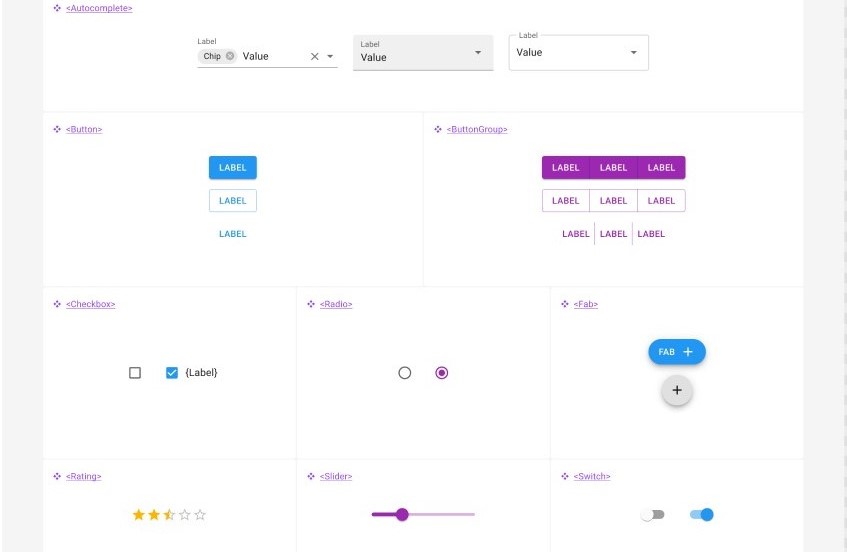 <Autocomplete>
Label
Chip Value
Label
Value
Label
Value
<Button>
LABEL
LABEL
LABEL
<ButtonGroup>
LABEL LABEL LABEL
LABEL LABEL LABEL
LABEL LABEL LABEL
<Checkbox>
{Label}
<Radio>
<Fab>
FAB
<Rating>
<Slider>
<Switch>